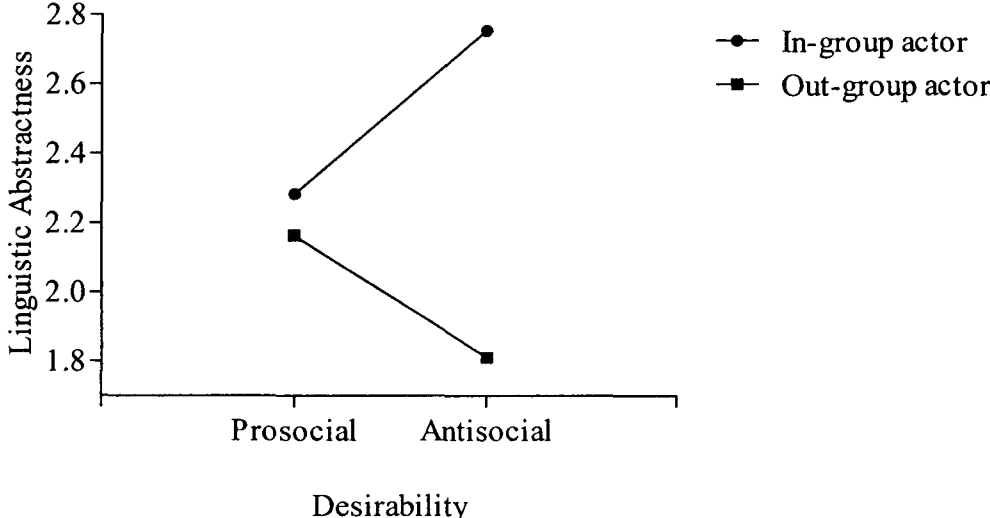 2.8
2.6
2.4
2.2
2.0
1.8
Linguistic Abstractness
In-group actor
Out-group actor
Prosocial
Antisocial
Desirability